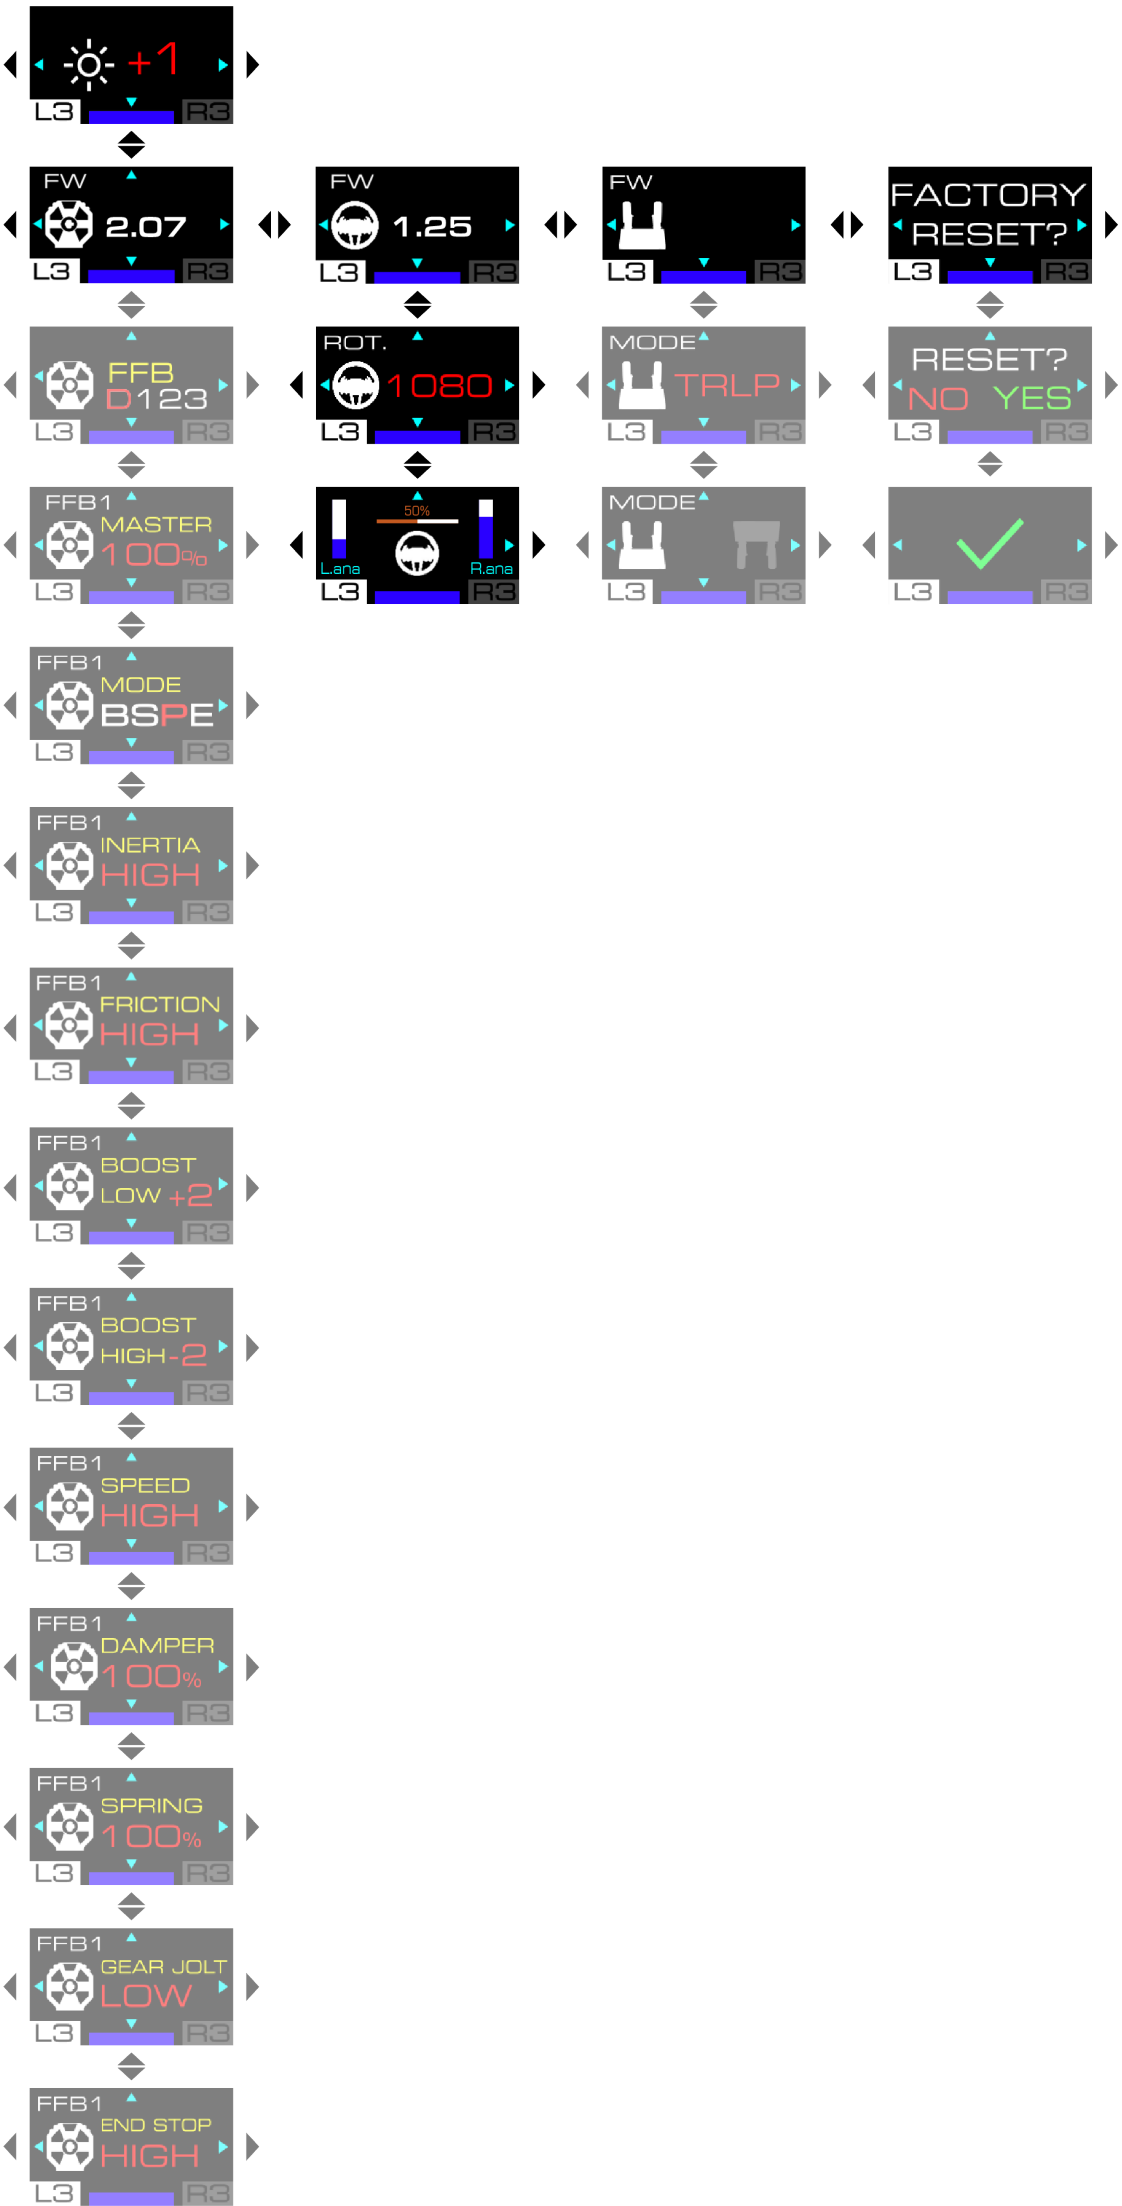 +1
L3 R3
FW
2.07
L3 R3
FW
1.25
L3 R3
FW
L3 R3
FACTORY
RESET?
L3 R3
FFB
D123
L3 R3
ROT.
1080
L3 R3
MODE
TRLP
L3 R3
RESET?
NO YES
L3 R3
FFB1
MASTER
100%
L3 R3
50%
L.ana R.ana
L3 R3
MODE
L3 R3
L3 R3
FFB1
MODE
BSPE
L3 R3
FFB1
INERTIA
HIGH
L3 R3
FFB1
FRICTION
HIGH
L3 R3
FFB1
BOOST
LOW +2
L3 R3
FFB1
BOOST
HIGH -2
L3 R3
FFB1
SPEED
HIGH
L3 R3
FFB1
DAMPER
100%
L3 R3
FFB1
SPRING
100%
L3 R3
FFB1
GEAR JOLT
LOW
L3 R3
FFB1
END STOP
HIGH
L3 R3